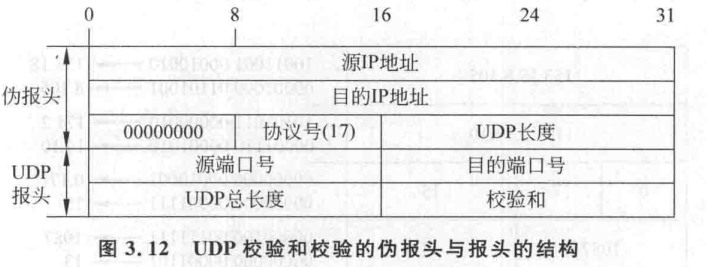 0 8 16 24 31
源IP地址
伪报头
目的IP地址
00000000 协议号(17) UDP长度
UDP
报头
源端口号 目的端口号
UDP总长度 校验和
图 3.12 UDP 校验和校验的伪报头与报头的结构